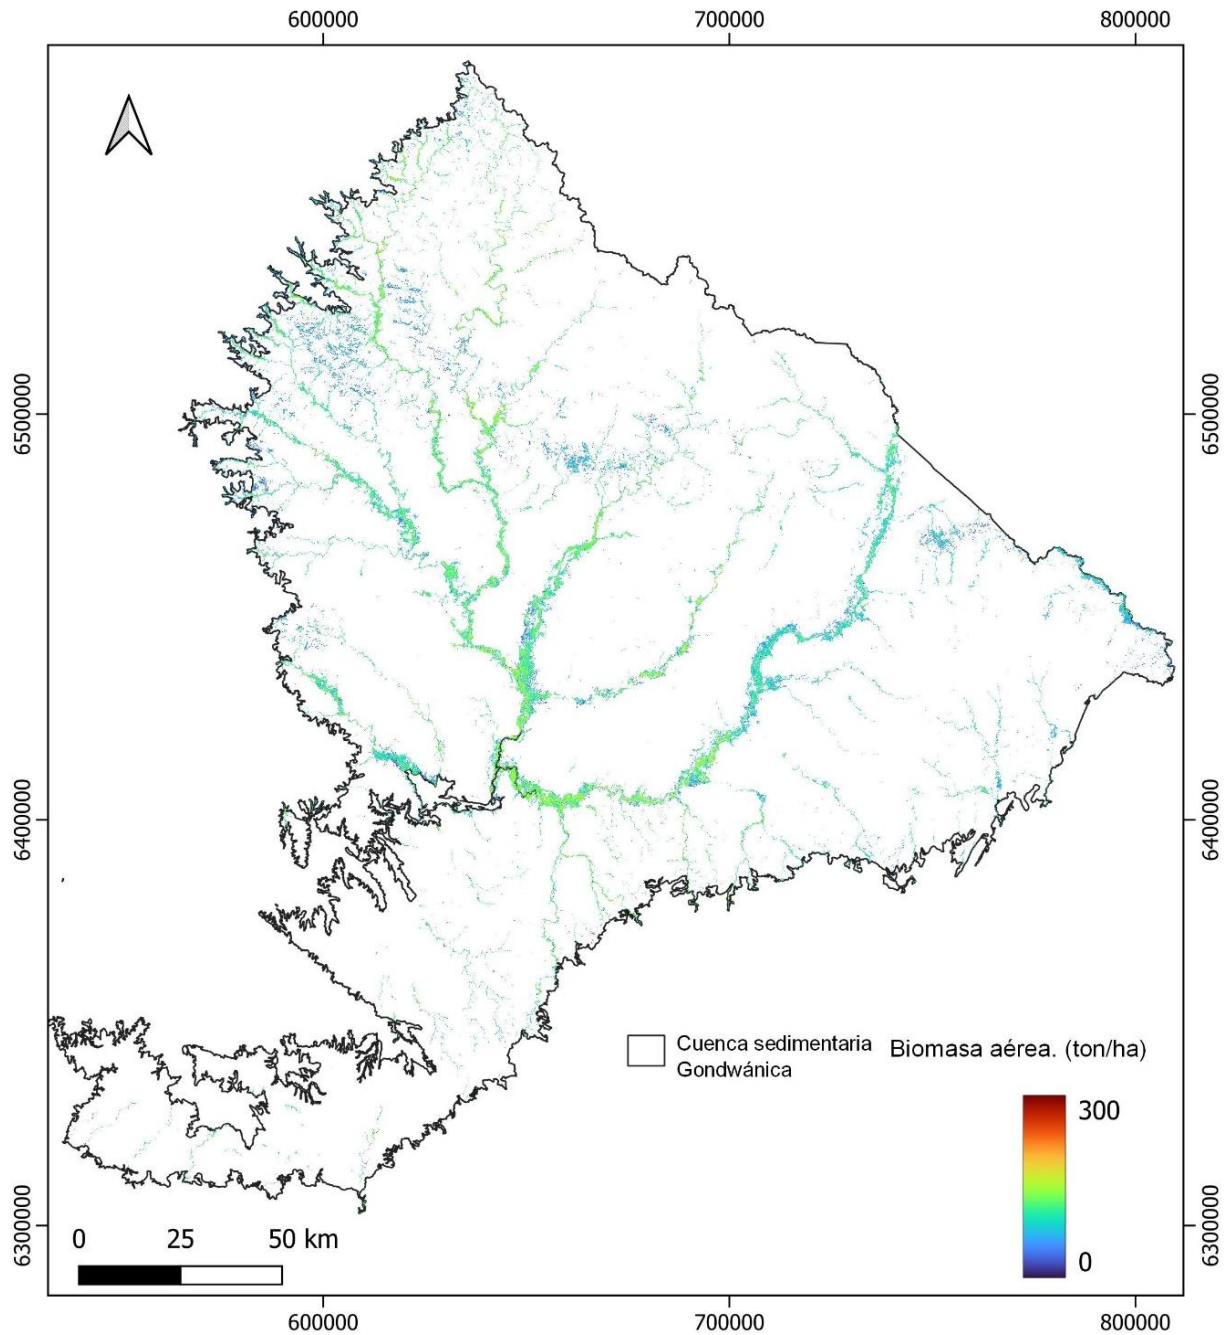 600000 700000 800000
6500000 6500000
6400000 6400000
Cuenca sedimentaria
Gondwánica
Biomasa aérea. (ton/ha)
300
0
6300000 6300000
0 25 50 km
600000 700000 800000